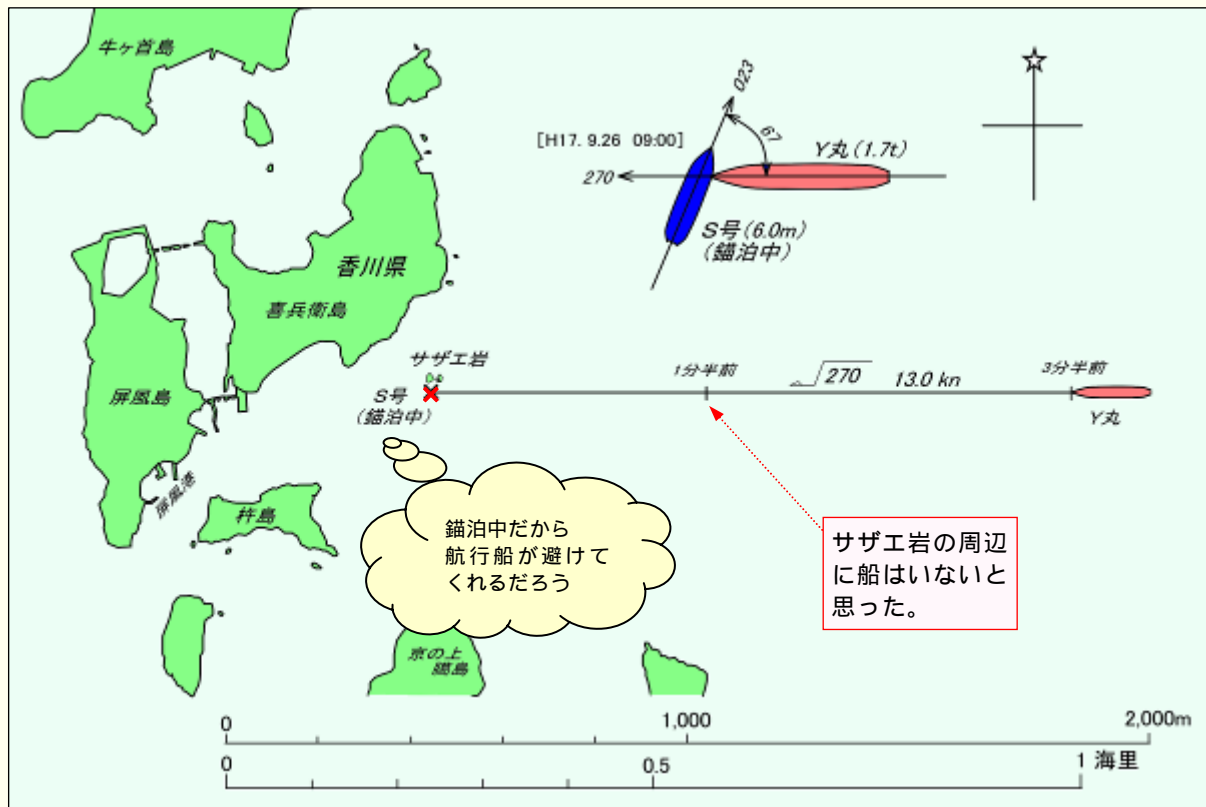 牛ヶ首島
[H17. 9.26 09:00]
023
67
Y丸(1.7t)
270
S号(6.0m)
(錨泊中)
香川県
喜兵衛島
サザエ岩
S号
(錨泊中)
1分半前
270
13.0 kn
3分半前
Y丸
屏風島
屏風港
杵島
錨泊中だから
航行船が避けて
くれるだろう
サザエ岩の周辺
に船はいないと
思った。
京の上
臈島
0
1,000
2,000m
0
0.5
1 海里